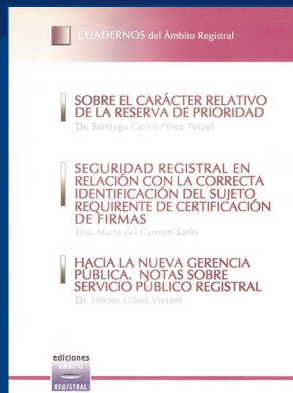 CUADERNOS del Ámbito Registral
SOBRE EL CARÁCTER RELATIVO
DE LA RESERVA DE PRIORIDAD
Dr. Santiago Carlos Pérez Teruel
SEGURIDAD REGISTRAL EN
RELACIÓN CON LA CORRECTA
IDENTIFICACIÓN DEL SUJETO
REQUIRENTE DE CERTIFICACIÓN
DE FIRMAS
Dra. María del Carmen Sarlo
HACIA LA NUEVA GERENCIA
PÚBLICA. NOTAS SOBRE
SERVICIO PÚBLICO REGISTRAL
Dr. Héctor Ulises Viviani
ediciones
ÁMBITO
REGISTRAL